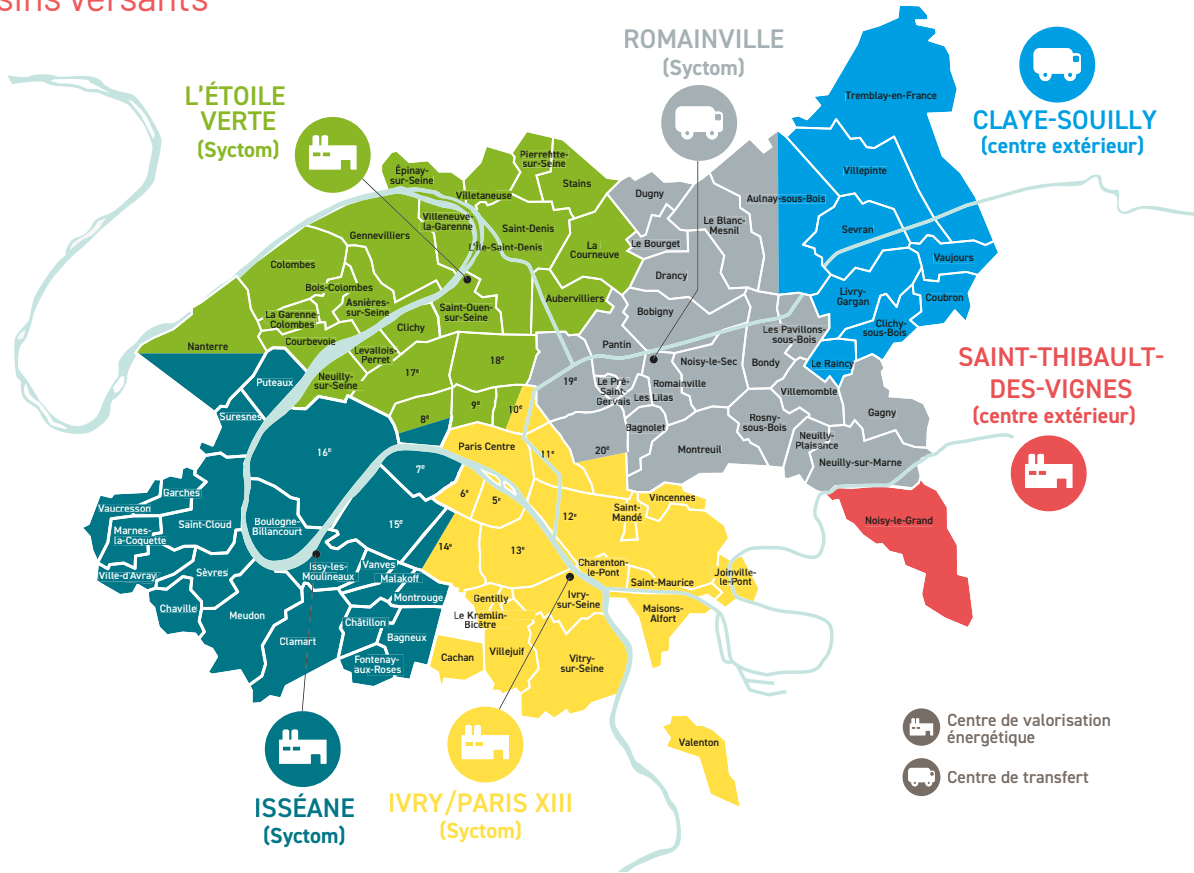 sins versants
ROMAINVILLE
(Syctom)
L'ÉTOILE
VERTE
(Syctom)
CLAYE-SOUILLY
(centre extérieur)
SAINT-THIBAULT-
DES-VIGNES
(centre extérieur)
Tremblay-en-France
Villepinte
Aulnay-sous-Bois
Sevran
Vaujours
Livry-
Gargan
Coubron
Clichy-
sous-Bois
Le Raincy
Pierrefitte-
sur-Seine
Épinay-
sur-Seine
Stains
Villetaneuse
Villeneuve-
la-Garenne
Saint-Denis
L'Île-Saint-Denis
La
Courneuve
Gennevilliers
Colombes
Bois-Colombes
Asnières-
sur-Seine
La Garenne-
Colombes
Saint-Ouen-
sur-Seine
Aubervilliers
Clichy
Courbevoie
Nanterre
Levallois-
Perret
Neuilly-
sur-Seine
17e
18e
8e
9e
10e
Dugny
Le Blanc-
Mesnil
Le Bourget
Drancy
Bobigny
Pantin
Les Pavillons-
sous-Bois
Noisy-le-Sec
Bondy
19e
Le Pré-
Saint-
Gervais
Romainville
Les Lilas
Villemomble
Gagny
Bagnolet
Rosny-
sous-Bois
Neuilly-
Plaisance
Montreuil
20e
Neuilly-sur-Marne
Noisy-le-Grand
Puteaux
Suresnes
16e
7e
15e
Garches
Vaucresson
Saint-Cloud
Marnes-
la-Coquette
Boulogne-
Billancourt
Ville-d'Avray
Sèvres
Issy-les-
Moulineaux
Vanves
Malakoff
Montrouge
Chaville
Meudon
Clamart
Châtillon
Bagneux
Fontenay-
aux-Roses
Paris Centre
11e
6e
5e
12e
14e
13e
Saint-
Mandé
Vincennes
Charenton-
le-Pont
Saint-Maurice
Joinville-
le-Pont
Gentilly
Ivry-
sur-Seine
Le Kremlin-
Bicêtre
Maisons-
Alfort
Cachan
Villejuif
Vitry-
sur-Seine
Valenton
ISSÉANE
(Syctom)
IVRY/PARIS XIII
(Syctom)
Centre de valorisation
énergétique
Centre de transfert